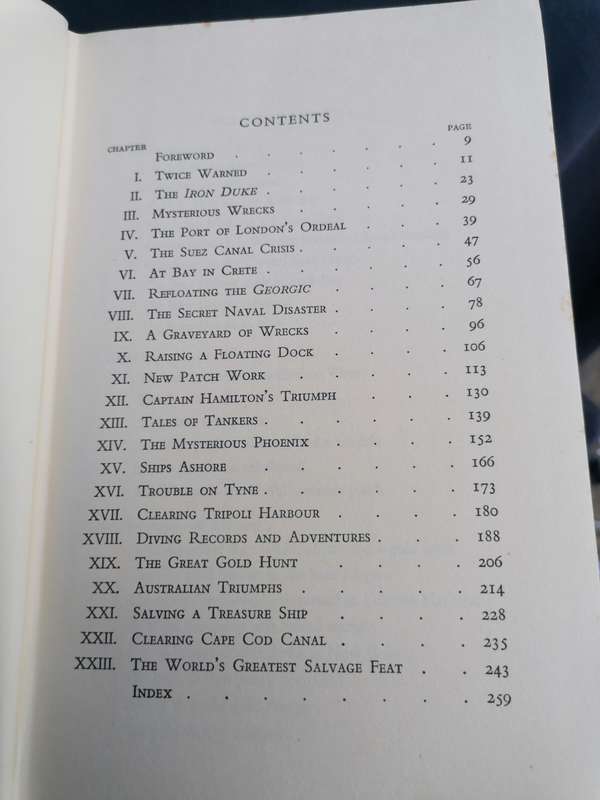 CONTENTS
CHAPTER PAGE
FOREWORD . . . . . . 9
I. TWICE WARNED . . . . . 11
II. THE IRON DUKE . . . . . 23
III. MYSTERIOUS WRECKS . . . . . 29
IV. THE PORT OF LONDON'S ORDEAL . . . 39
V. THE SUEZ CANAL CRISIS . . . . 47
VI. AT BAY IN CRETE . . . . . 56
VII. REFLOATING THE GEORGIC . . . . 67
VIII. THE SECRET NAVAL DISASTER . . . . 78
IX. A GRAVEYARD OF WRECKS . . . . 96
X. RAISING A FLOATING DOCK . . . . 106
XI. NEW PATCH WORK . . . . . 113
XII. CAPTAIN HAMILTON'S TRIUMPH . . . 130
XIII. TALES OF TANKERS . . . . . 139
XIV. THE MYSTERIOUS PHOENIX . . . . 152
XV. SHIPS ASHORE . . . . . 166
XVI. TROUBLE ON TYNE . . . . . 173
XVII. CLEARING TRIPOLI HARBOUR . . . . 180
XVIII. DIVING RECORDS AND ADVENTURES . . . 188
XIX. THE GREAT GOLD HUNT . . . . 206
XX. AUSTRALIAN TRIUMPHS . . . . 214
XXI. SALVING A TREASURE SHIP . . . . 228
XXII. CLEARING CAPE COD CANAL . . . . 235
XXIII. THE WORLD'S GREATEST SALVAGE FEAT . . 243
INDEX . . . . . . . . 259